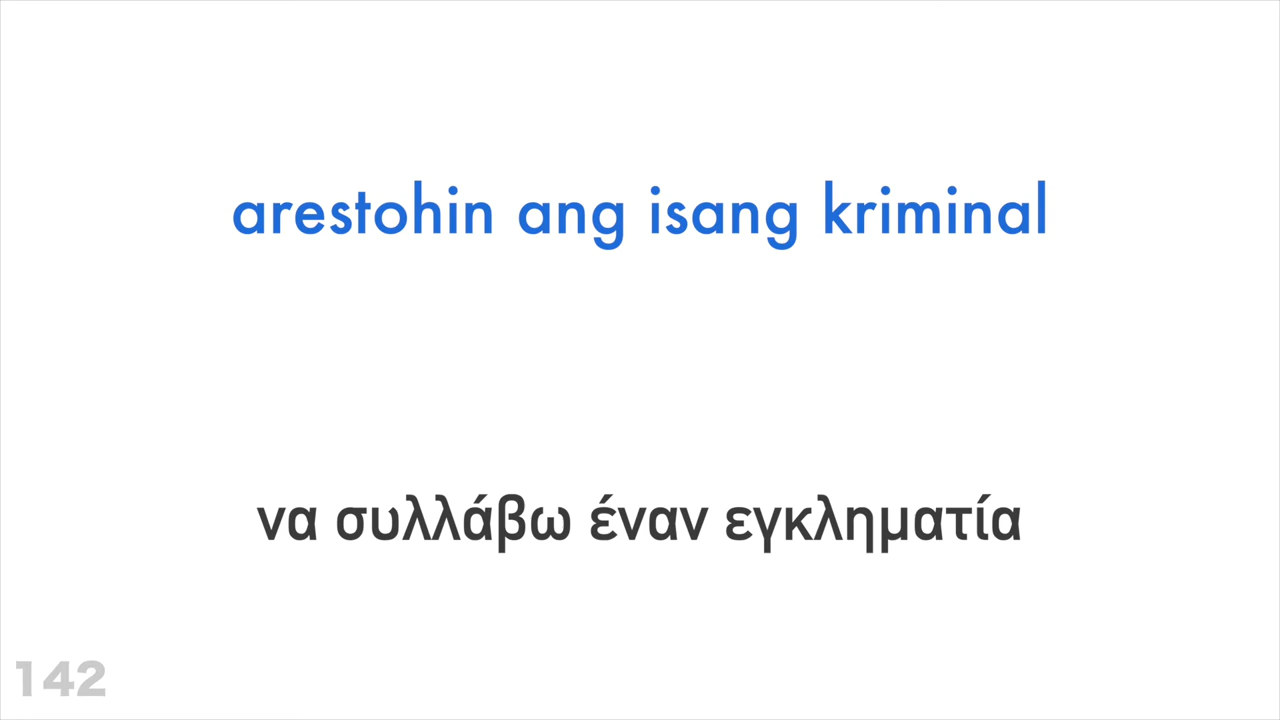 arestohin ang isang kriminal
να συλλάβω έναν εγκληματία
142